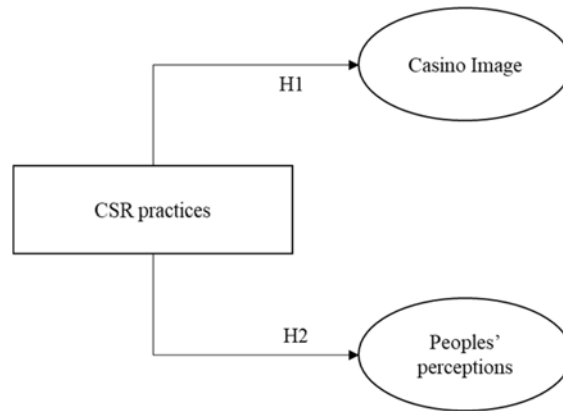 Casino Image
H1
CSR practices
H2
Peoples’
perceptions